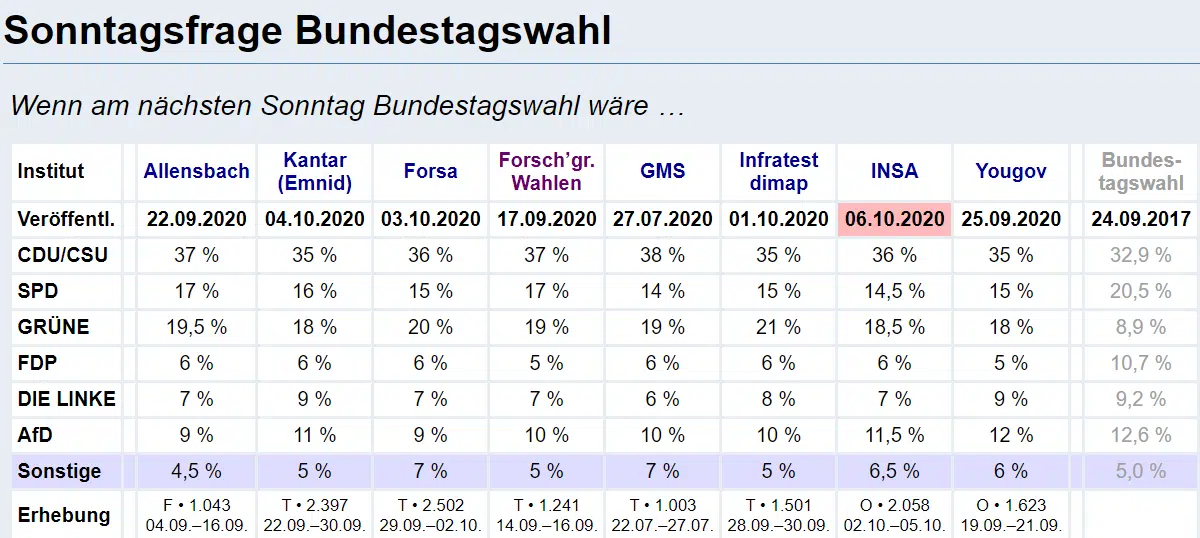 Sonntagsfrage Bundestagswahl
Wenn am nächsten Sonntag Bundestagswahl wäre …
Institut Allensbach Kantar (Emnid) Forsa Forsch’gr. Wahlen GMS Infratest dimap INSA Yougov Bundes-tagswahl
Veröffentl. 22.09.2020 04.10.2020 03.10.2020 17.09.2020 27.07.2020 01.10.2020 06.10.2020 25.09.2020 24.09.2017
CDU/CSU 37 % 35 % 36 % 37 % 38 % 35 % 36 % 35 % 32,9 %
SPD 17 % 16 % 15 % 17 % 14 % 15 % 14,5 % 15 % 20,5 %
GRÜNE 19,5 % 18 % 20 % 19 % 19 % 21 % 18,5 % 18 % 8,9 %
FDP 6 % 6 % 6 % 5 % 6 % 6 % 6 % 5 % 10,7 %
DIE LINKE 7 % 9 % 7 % 7 % 6 % 8 % 7 % 9 % 9,2 %
AfD 9 % 11 % 9 % 10 % 10 % 10 % 11,5 % 12 % 12,6 %
Sonstige 4,5 % 5 % 7 % 5 % 7 % 5 % 6,5 % 6 % 5,0 %
Erhebung F • 1.043 T • 2.397 T • 2.502 T • 1.241 T • 1.003 T • 1.501 O • 2.058 O • 1.623
04.09.–16.09. 22.09.–30.09. 29.09.–02.10. 14.09.–16.09. 22.07.–27.07. 28.09.–30.09. 02.10.–05.10. 19.09.–21.09.